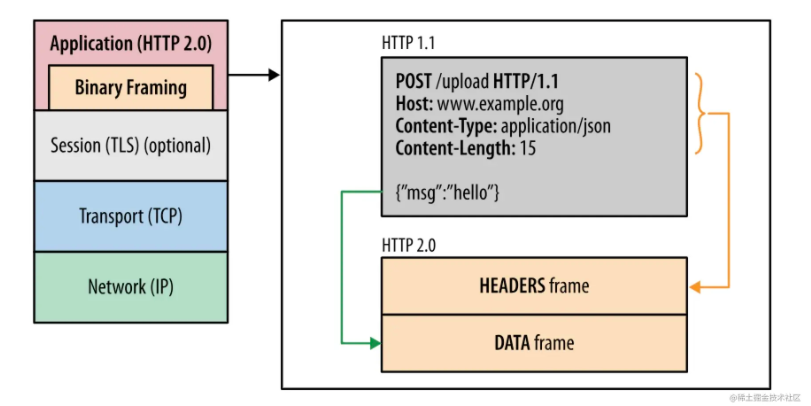 Application (HTTP 2.0)
Binary Framing
Session (TLS) (optional)
Transport (TCP)
Network (IP)
HTTP 1.1
POST /upload HTTP/1.1
Host: www.example.org
Content-Type: application/json
Content-Length: 15
{"msg":"hello"}
HTTP 2.0
HEADERS frame
DATA frame
@稀土掘金技术社区